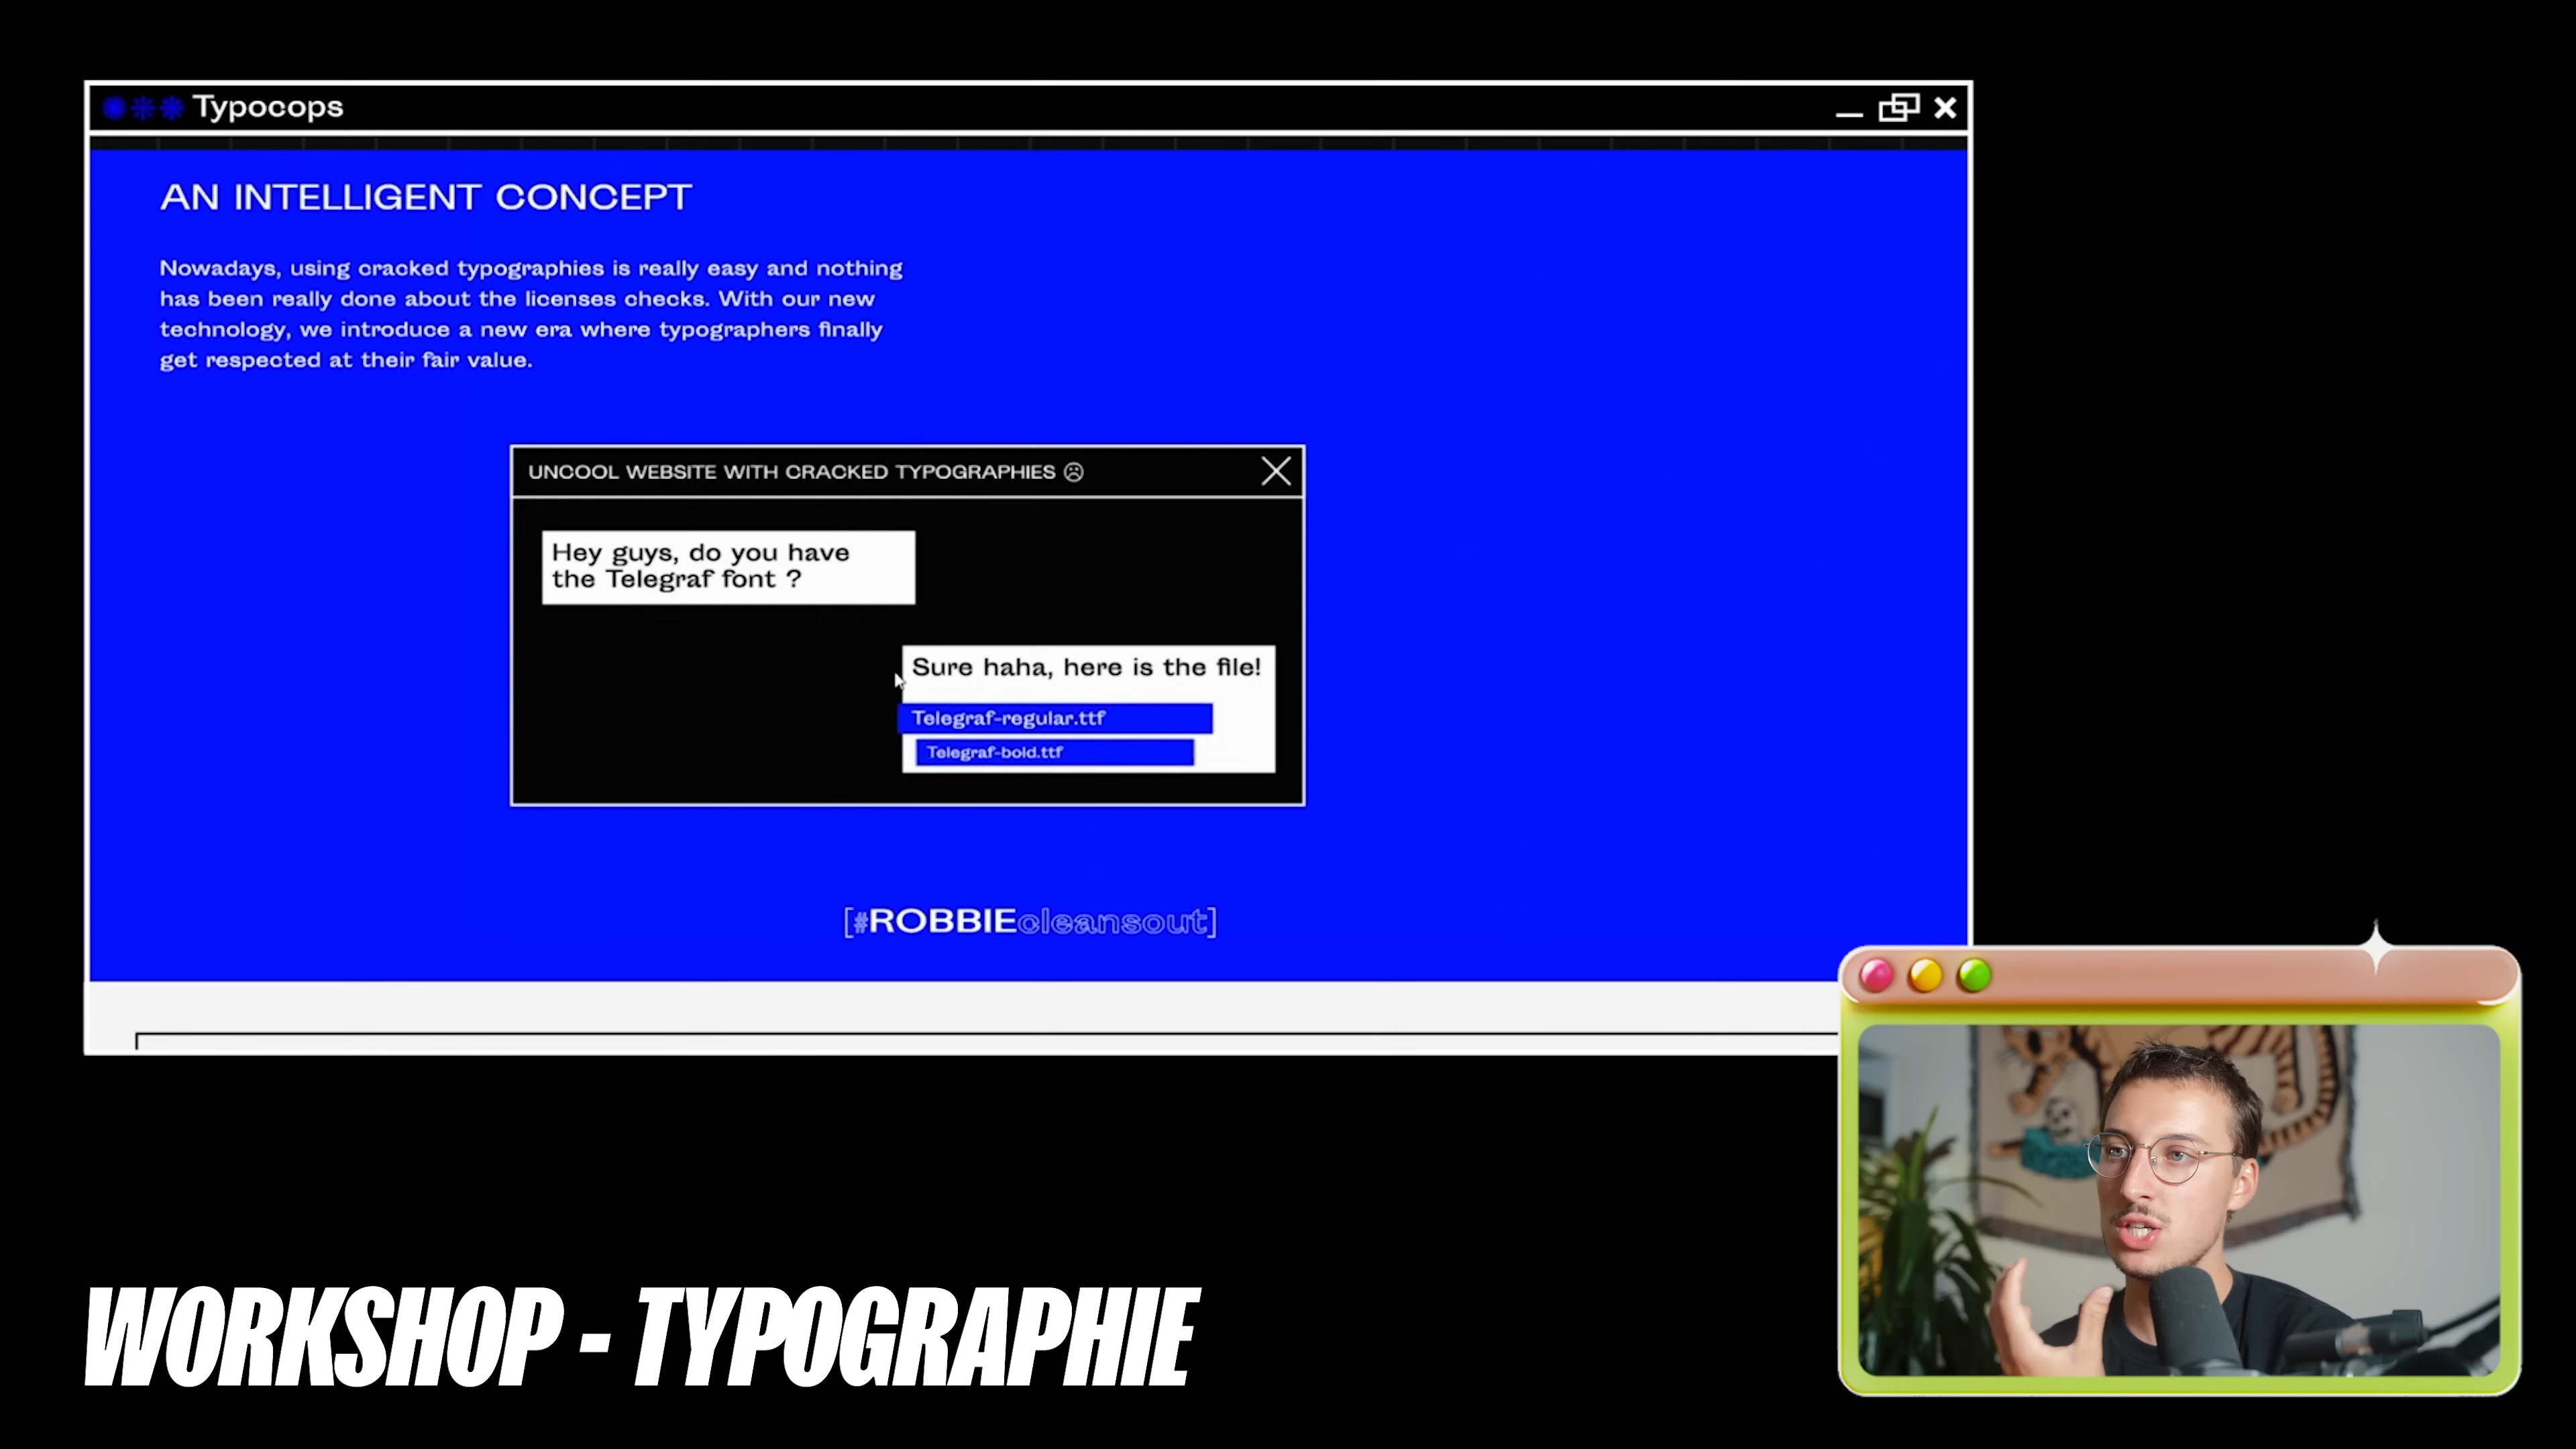 Typocops
AN INTELLIGENT CONCEPT
Nowadays, using cracked typographies is really easy and nothing
has been really done about the licenses checks. With our new
technology, we introduce a new era where typographers finally
get respected at their fair value.
UNCOOL WEBSITE WITH CRACKED TYPOGRAPHIES ☹
Hey guys, do you have
the Telegraf font ?
Sure haha, here is the file!
Telegraf-regular.ttf
Telegraf-bold.ttf
[#ROBBIEcleansout]
WORKSHOP - TYPOGRAPHIE